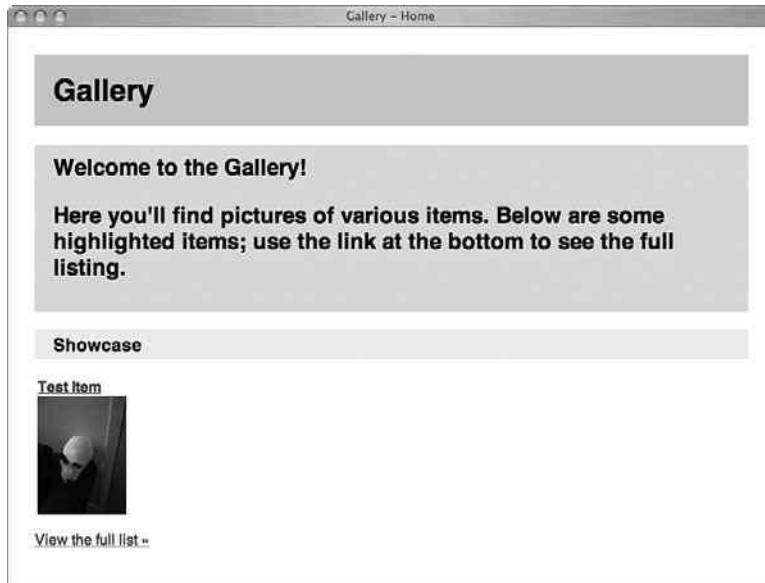 Gallery – Home
Gallery
Welcome to the Gallery!
Here you'll find pictures of various items. Below are some
highlighted items; use the link at the bottom to see the full
listing.
Showcase
Test Item
View the full list »